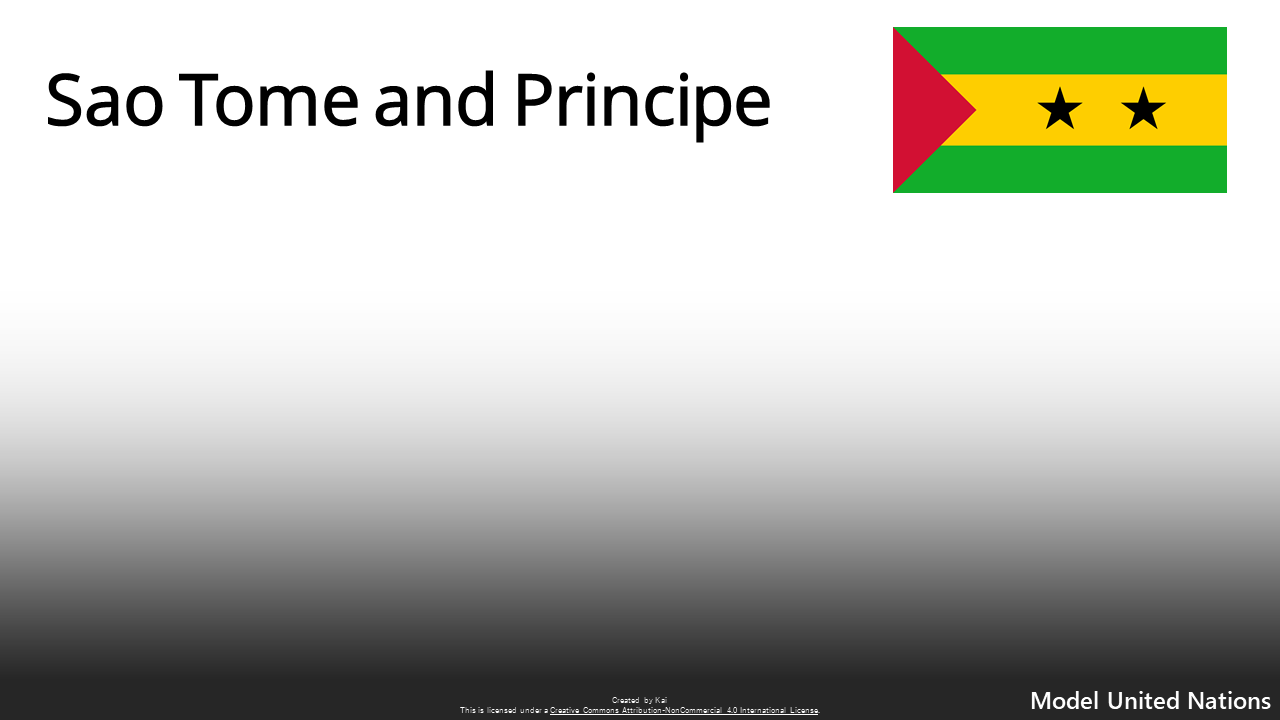 Sao Tome and Principe
Created by Kai
This is licensed under a Creative Commons Attribution-NonCommercial 4.0 International License.
Model United Nations